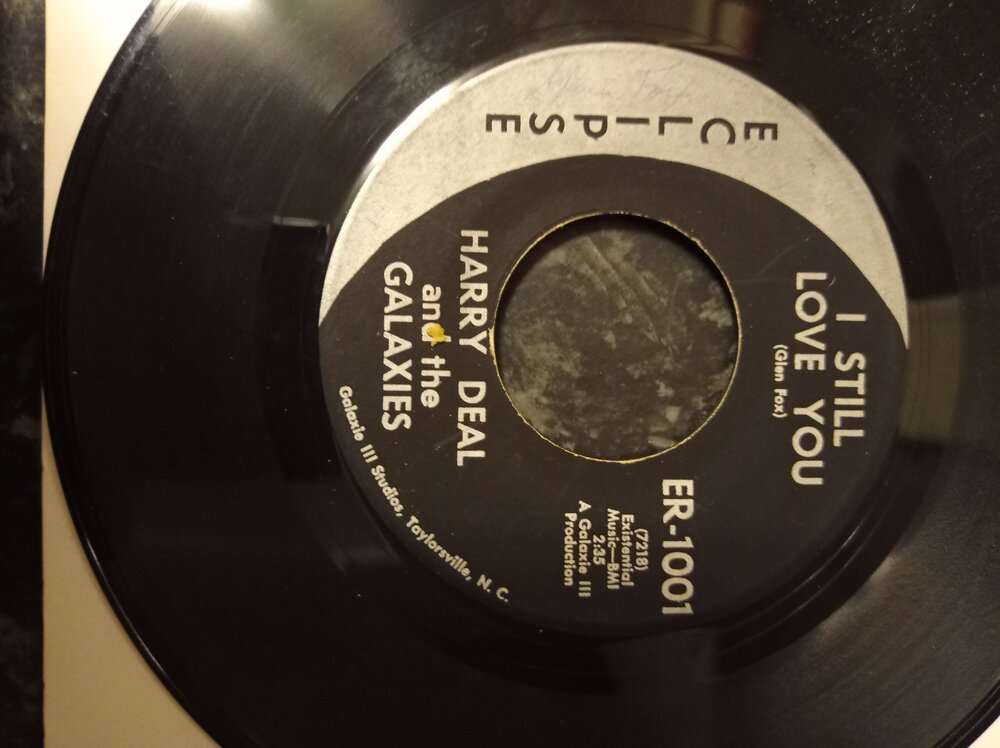 ECLIPSE
I STILL
LOVE YOU
(Glen Fox)
ER-1001
(7218)
Existential
Music—BMI
2:35
A Galaxie III
Production
HARRY DEAL
and the
GALAXIES
Galaxie III Studios, Taylorsville, N. C.